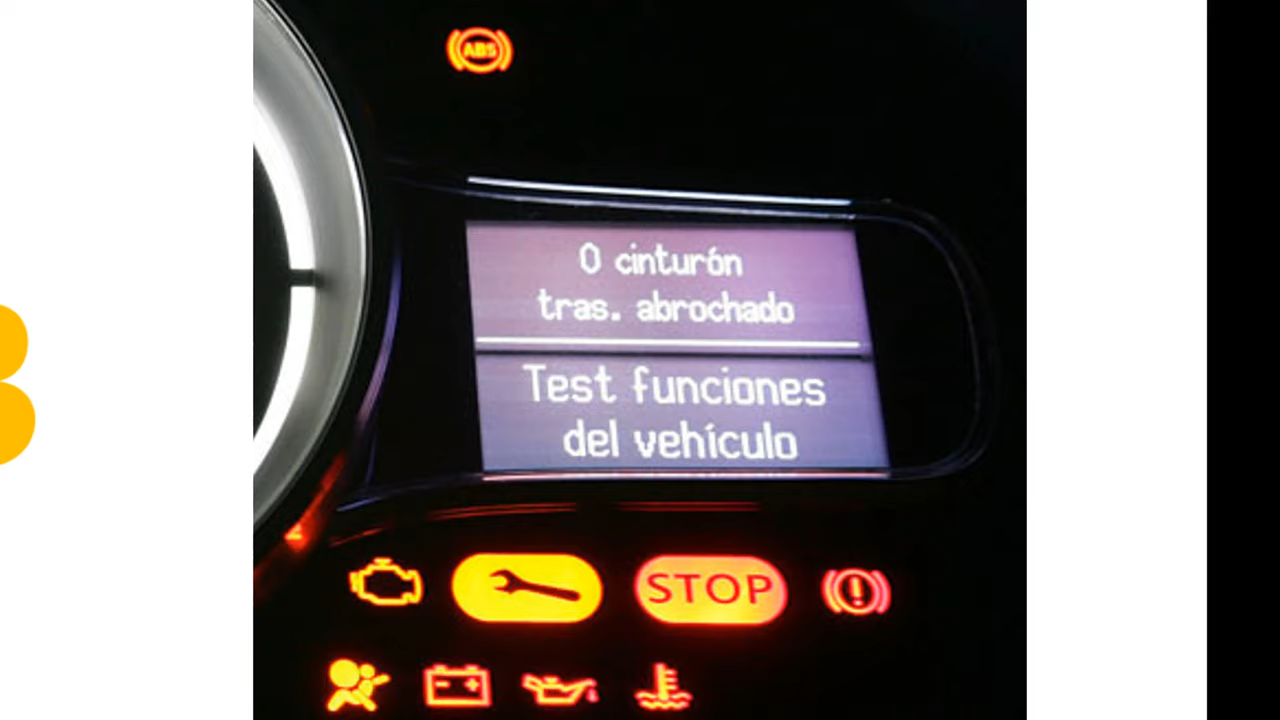 ABS
0 cinturón
tras. abrochado
Test funciones
del vehículo
STOP